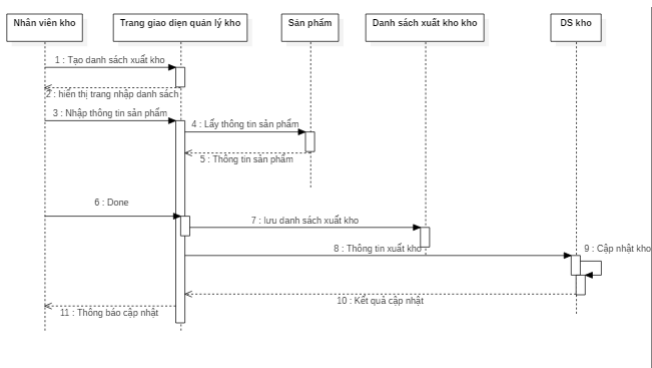 Nhân viên kho
Trang giao diện quản lý kho
Sản phẩm
Danh sách xuất kho kho
DS kho
1 : Tạo danh sách xuất kho
2 : hiển thị trang nhập danh sách
3 : Nhập thông tin sản phẩm
4 : Lấy thông tin sản phẩm
5 : Thông tin sản phẩm
6 : Done
7 : lưu danh sách xuất kho
8 : Thông tin xuất kho
9 : Cập nhật kho
10 : Kết quả cập nhật
11 : Thông báo cập nhật